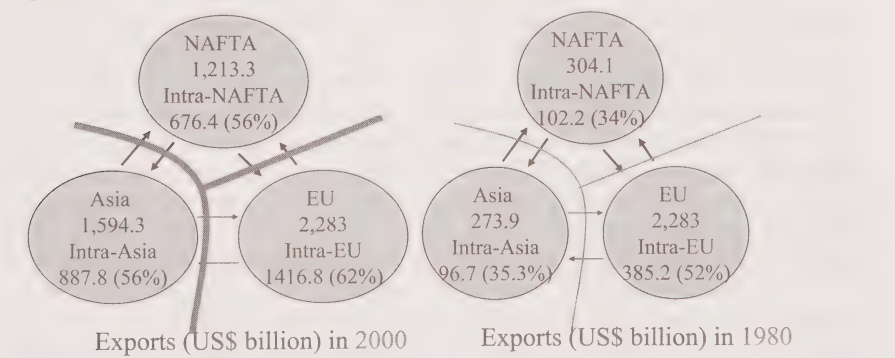 NAFTA
1,213.3
Intra-NAFTA
676.4 (56%)
Asia
1,594.3
Intra-Asia
887.8 (56%)
EU
2,283
Intra-EU
1416.8 (62%)
Exports (US$ billion) in 2000
NAFTA
304.1
Intra-NAFTA
102.2 (34%)
Asia
273.9
Intra-Asia
96.7 (35.3%)
EU
2,283
Intra-EU
385.2 (52%)
Exports (US$ billion) in 1980